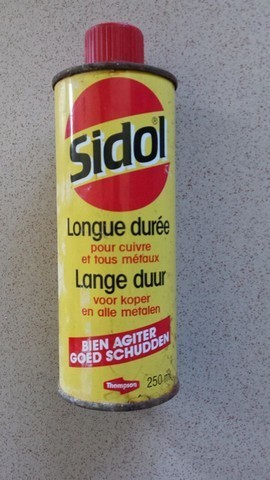 Sidol®
Longue durée
pour cuivre
et tous métaux
Lange duur
voor koper
en alle metalen
BIEN AGITER
GOED SCHUDDEN
Thompson
250 ml